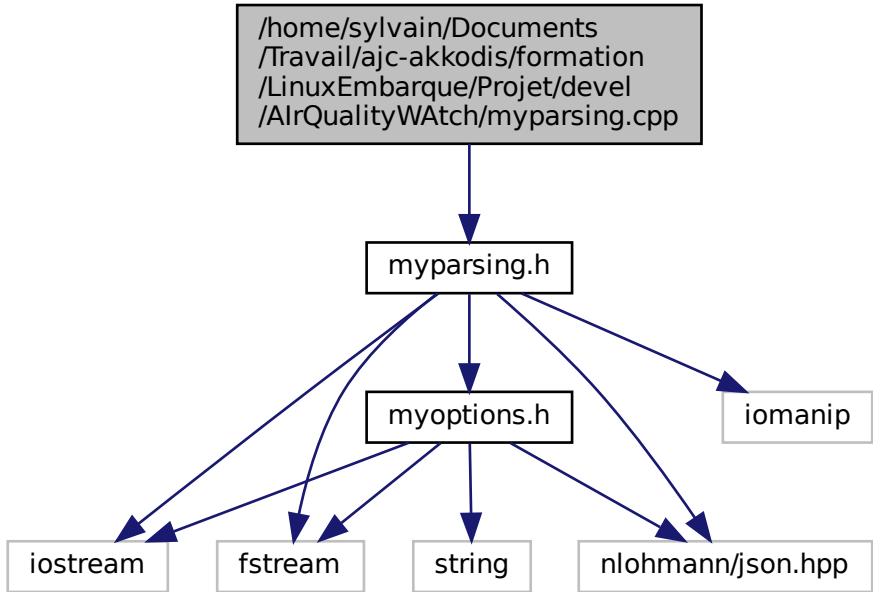 /home/sylvain/Documents
/Travail/ajc-akkodis/formation
/LinuxEmbarque/Projet/devel
/AIrQualityWAtch/myparsing.cpp
myparsing.h
myoptions.h
iomanip
iostream
fstream
string
nlohmann/json.hpp